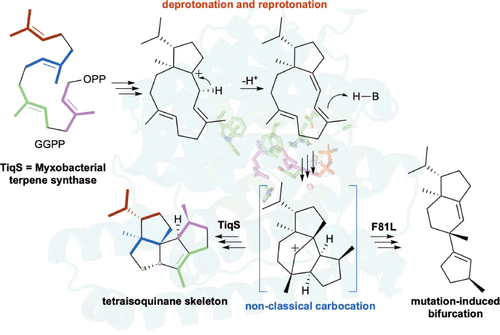 deprotonation and reprotonation
OPP
GGPP
TiqS = Myxobacterial
terpene synthase
+
H
-H⁺
H–B
TiqS
H
tetraisoquinane skeleton
H
+
H
non-classical carbocation
F81L
mutation-induced
bifurcation